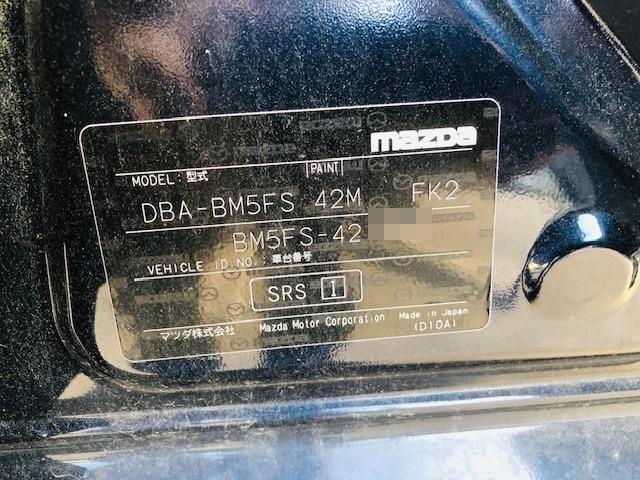 mazda
MODEL: 型式 PAINT
DBA-BM5FS 42M FK2
BM5FS-42
VEHICLE ID.NO.: 車台番号
SRS I
マツダ株式会社 Mazda Motor Corporation Made in Japan
(D10A)